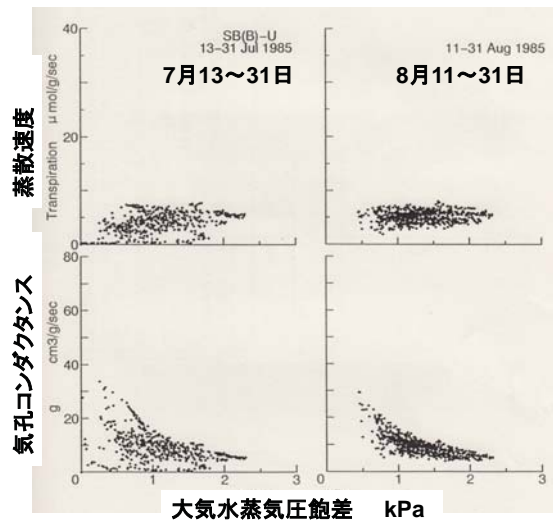 SB(B)-U
13-31 Jul 1985
7月13~31日
11-31 Aug 1985
8月11~31日
蒸散速度
Transpiration μ mol/g/sec
40
20
0
気孔コンダクタンス
g cm3/g/sec
80
60
40
20
0 1 2 3
0 1 2 3
大気水蒸気圧飽差 kPa